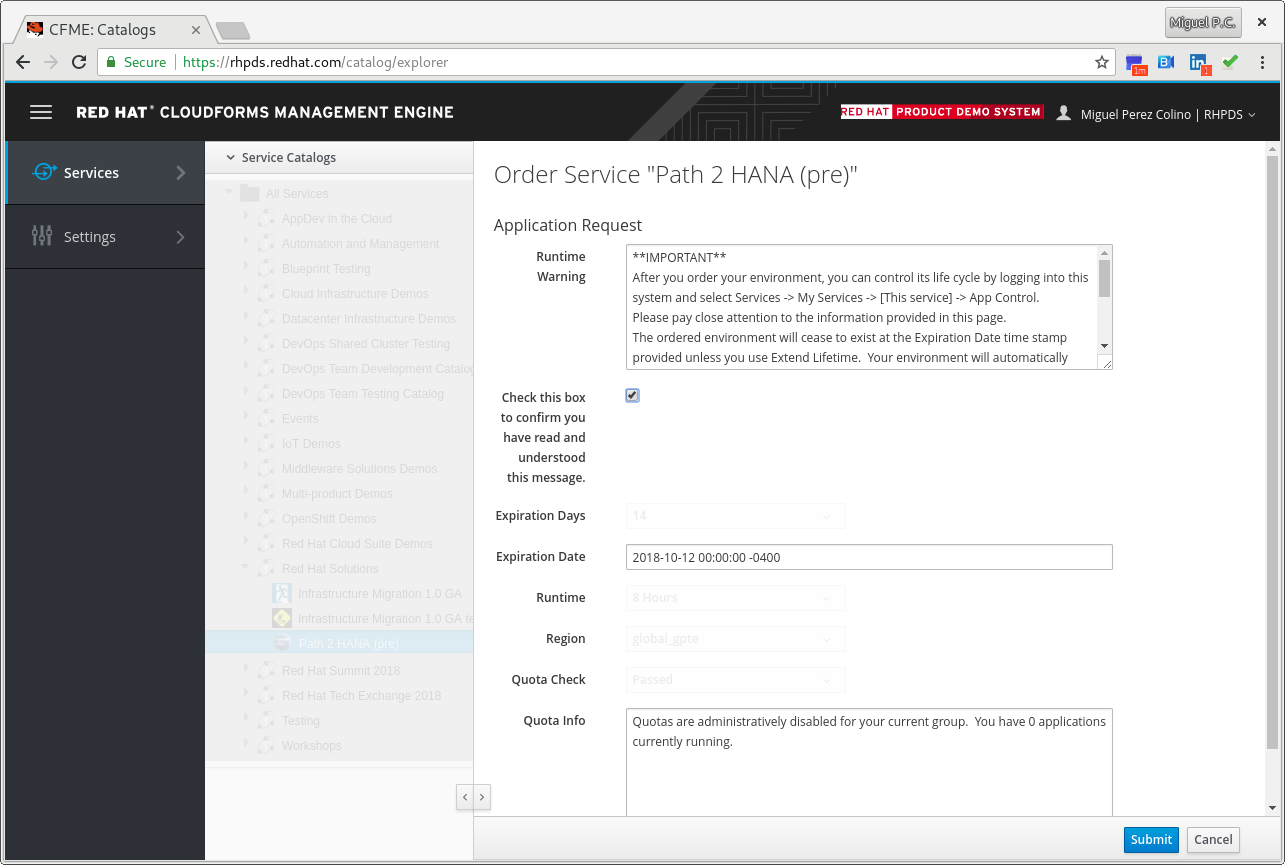 CFME: Catalogs
Miguel P.C.
Secure
https://rhpds.redhat.com/catalog/explorer
1m
B
in
1
RED HAT® CLOUDFORMS MANAGEMENT ENGINE
RED HAT PRODUCT DEMO SYSTEM
Miguel Perez Colino | RHPDS
Services
Settings
Service Catalogs
All Services
AppDev in the Cloud
Automation and Management
Blueprint Testing
Cloud Infrastructure Demos
Datacenter Infrastructure Demos
DevOps Shared Cluster Testing
DevOps Team Development Catalog
DevOps Team Testing Catalog
Events
IoT Demos
Middleware Solutions Demos
Multi-product Demos
OpenShift Demos
Red Hat Cloud Suite Demos
Red Hat Solutions
Infrastructure Migration 1.0 GA
Infrastructure Migration 1.0 GA te
Path 2 HANA (pre)
Red Hat Summit 2018
Red Hat Tech Exchange 2018
Testing
Workshops
Order Service "Path 2 HANA (pre)"
Application Request
Runtime
Warning
**IMPORTANT**
After you order your environment, you can control its life cycle by logging into this
system and select Services -> My Services -> [This service] -> App Control.
Please pay close attention to the information provided in this page.
The ordered environment will cease to exist at the Expiration Date time stamp
provided unless you use Extend Lifetime.  Your environment will automatically
Check this box
to confirm you
have read and
understood
this message.
Expiration Days
14
Expiration Date
2018-10-12 00:00:00 -0400
Runtime
8 Hours
Region
global_gpte
Quota Check
Passed
Quota Info
Quotas are administratively disabled for your current group.  You have 0 applications
currently running.
Submit
Cancel